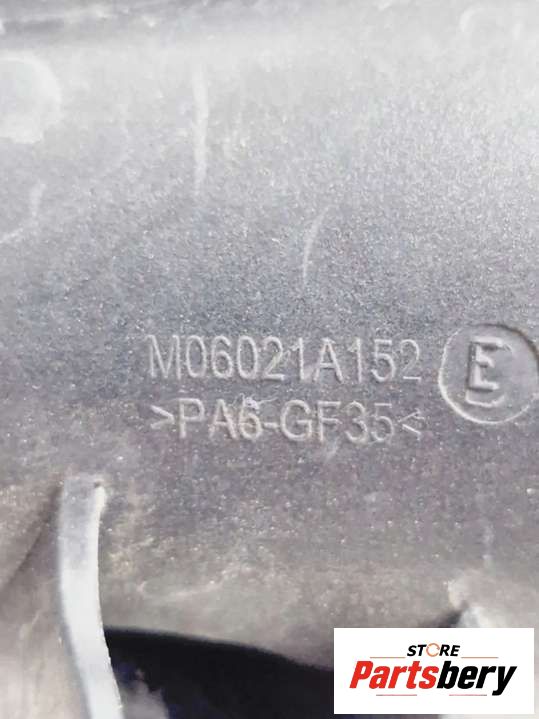 M06021A152 E
>PA6-GF35<
STORE
Partsbery